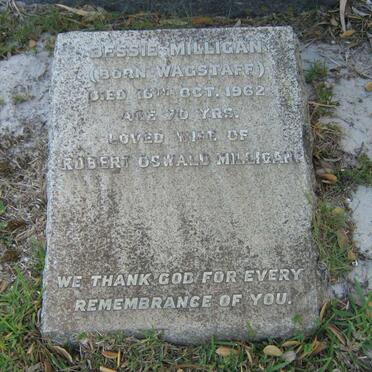 BESSIE MILLIGAN
(BORN WAGSTAFF)
DIED 16TH OCT. 1962
AGE 70 YRS.
LOVED WIFE OF
ROBERT OSWALD MILLIGAN
WE THANK GOD FOR EVERY
REMEMBRANCE OF YOU.